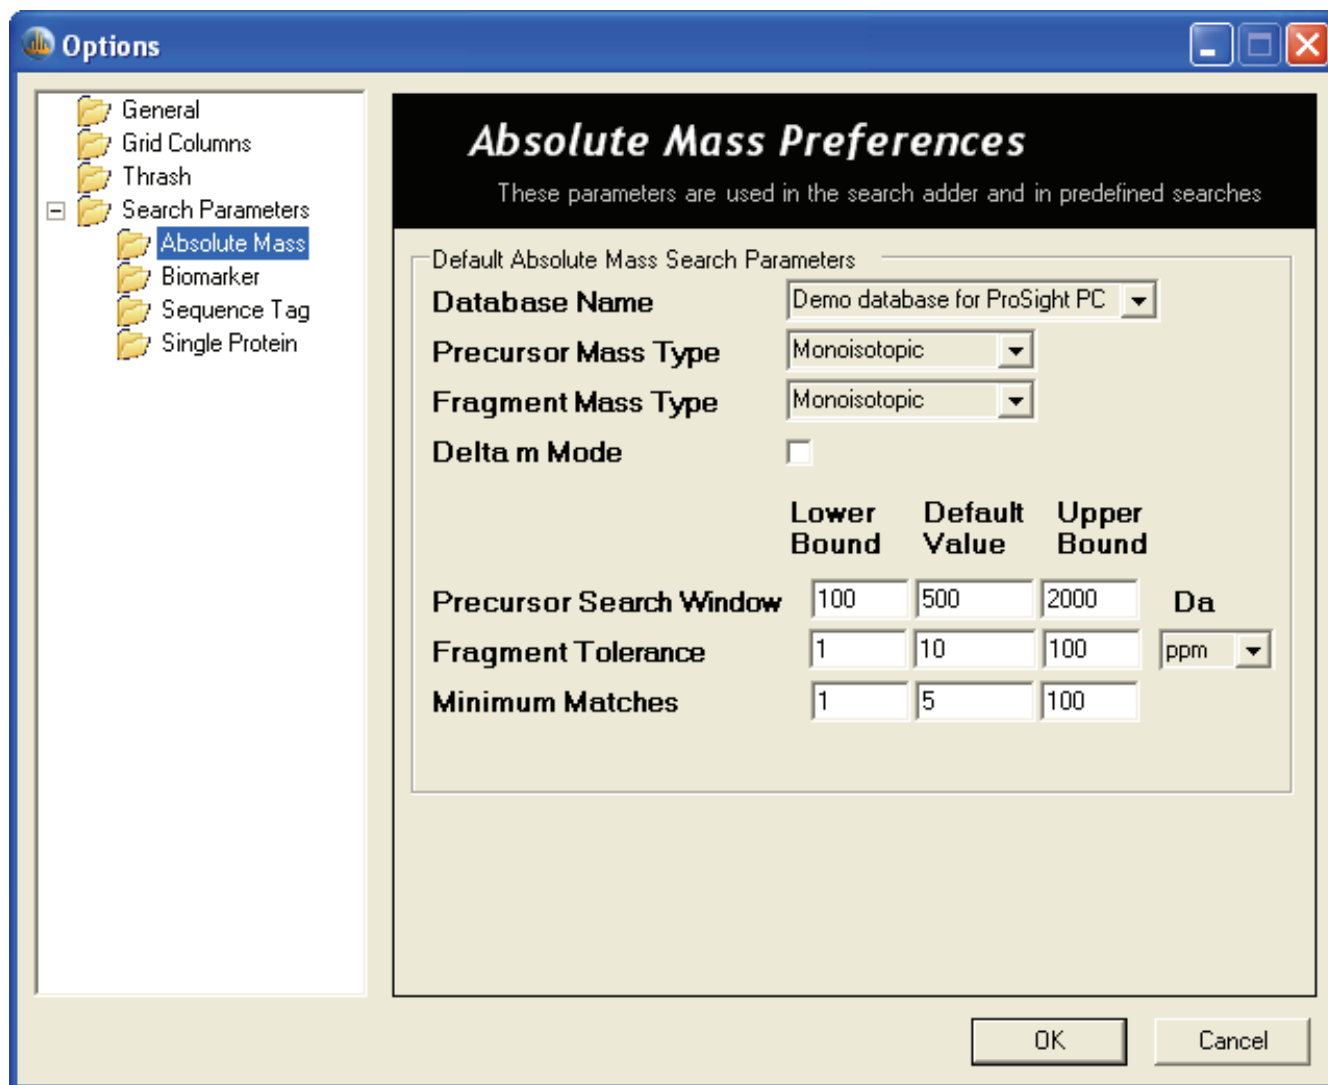 Options
General
Grid Columns
Thrash
Search Parameters
Absolute Mass
Biomarker
Sequence Tag
Single Protein
Absolute Mass Preferences
These parameters are used in the search adder and in predefined searches
Default Absolute Mass Search Parameters
Database Name Demo database for ProSight PC
Precursor Mass Type Monoisotopic
Fragment Mass Type Monoisotopic
Delta m Mode
Lower Default Upper
Bound Value Bound
Precursor Search Window 100 500 2000 Da
Fragment Tolerance 1 10 100 ppm
Minimum Matches 1 5 100
OK Cancel